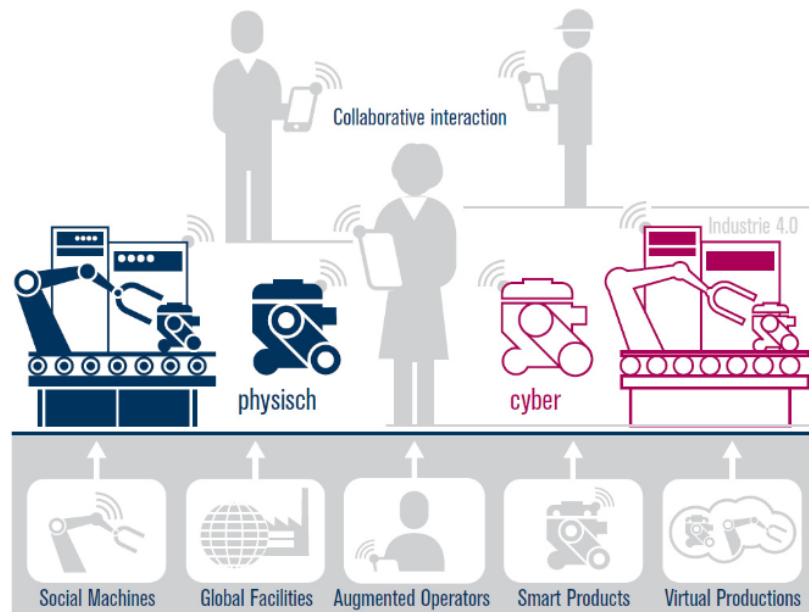 Collaborative interaction
Industrie 4.0
physisch
cyber
Social Machines
Global Facilities
Augmented Operators
Smart Products
Virtual Productions